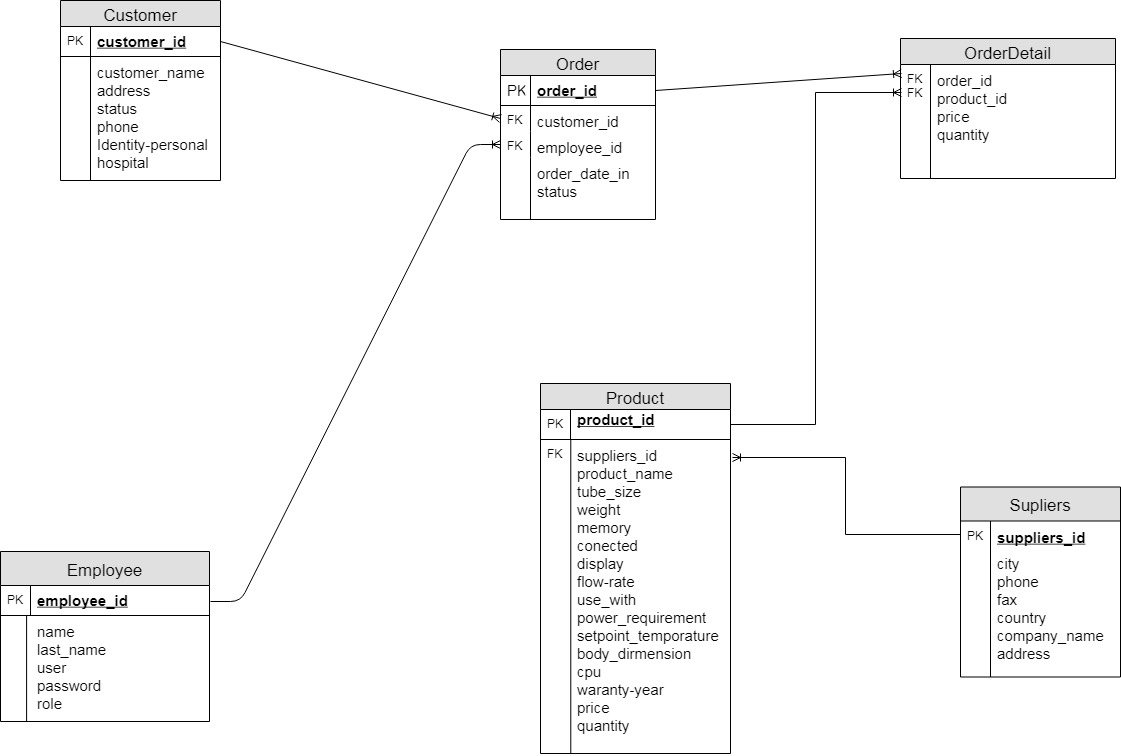 Customer
PK customer_id
customer_name
address
status
phone
Identity-personal
hospital
Order
PK order_id
FK customer_id
FK employee_id
order_date_in
status
OrderDetail
FK order_id
FK product_id
price
quantity
Product
PK product_id
FK suppliers_id
product_name
tube_size
weight
memory
conected
display
flow-rate
use_with
power_requirement
setpoint_temporature
body_dirmension
cpu
waranty-year
price
quantity
Supliers
PK suppliers_id
city
phone
fax
country
company_name
address
Employee
PK employee_id
name
last_name
user
password
role